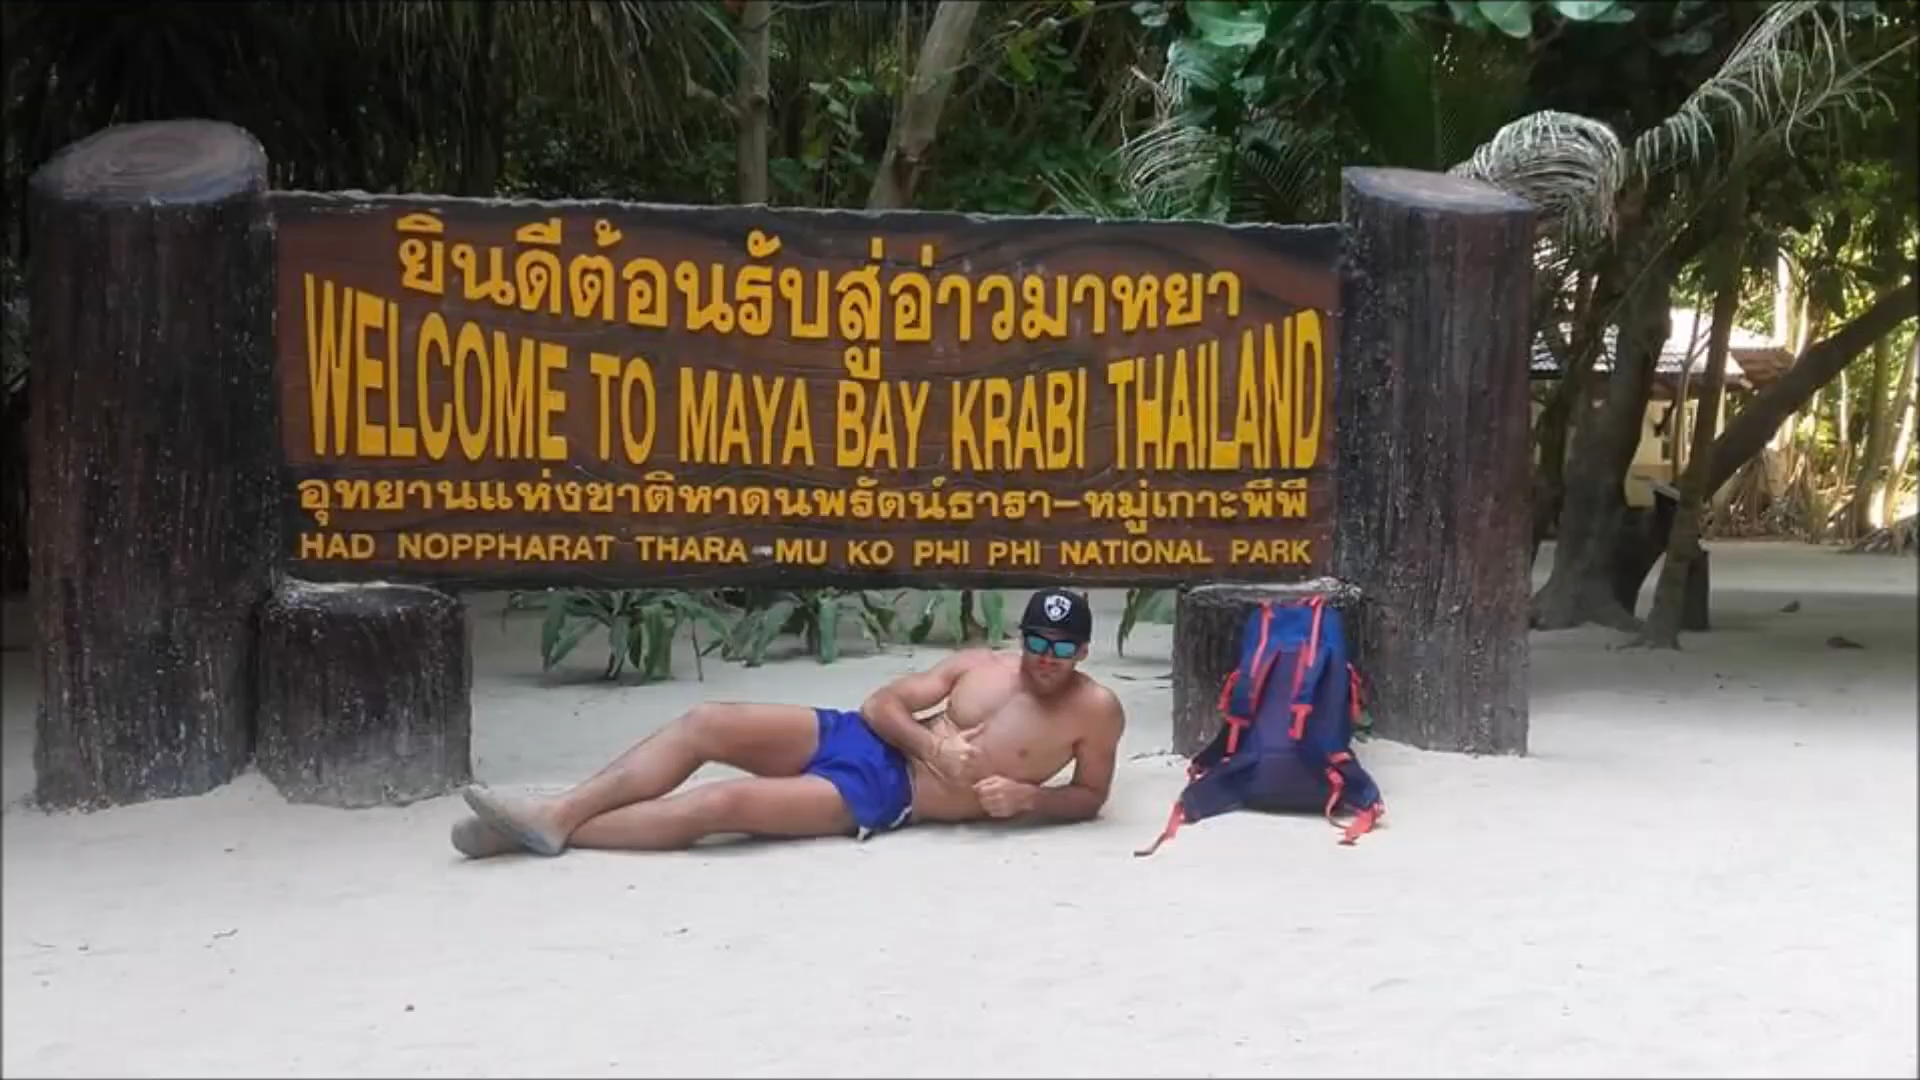 ยินดีต้อนรับสู่อ่าวมาหยา
WELCOME TO MAYA BAY KRABI THAILAND
อุทยานแห่งชาติหาดนพรัตน์ธารา-หมู่เกาะพีพี
HAD NOPPHARAT THARA-MU KO PHI PHI NATIONAL PARK